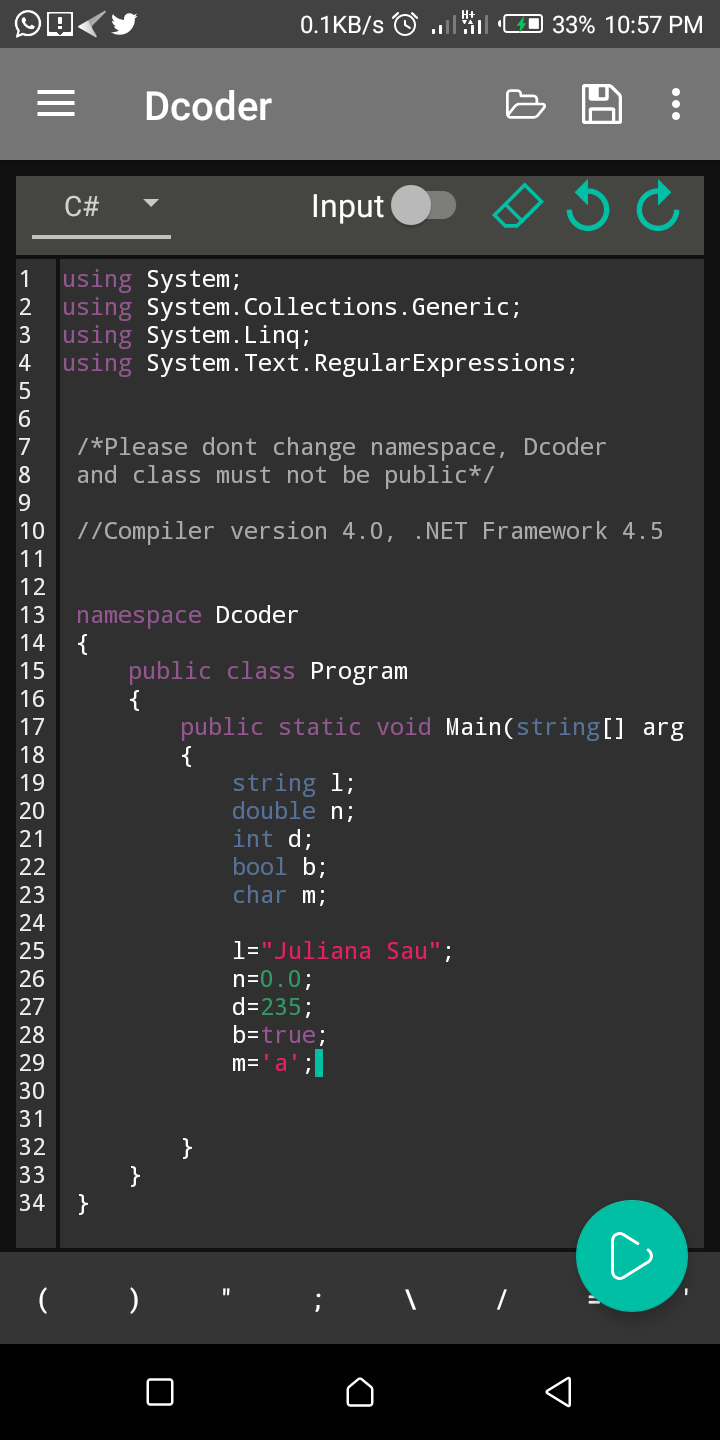 0.1KB/s H+ 33% 10:57 PM
Dcoder
C# Input
1 using System;
2 using System.Collections.Generic;
3 using System.Linq;
4 using System.Text.RegularExpressions;
5
6
7 /*Please dont change namespace, Dcoder
8 and class must not be public*/
9
10 //Compiler version 4.0, .NET Framework 4.5
11
12
13 namespace Dcoder
14 {
15 public class Program
16 {
17 public static void Main(string[] arg
18 {
19 string l;
20 double n;
21 int d;
22 bool b;
23 char m;
24
25 l="Juliana Sau";
26 n=0.0;
27 d=235;
28 b=true;
29 m='a';
30
31
32 }
33 }
34 }
( ) " ; \ / = '